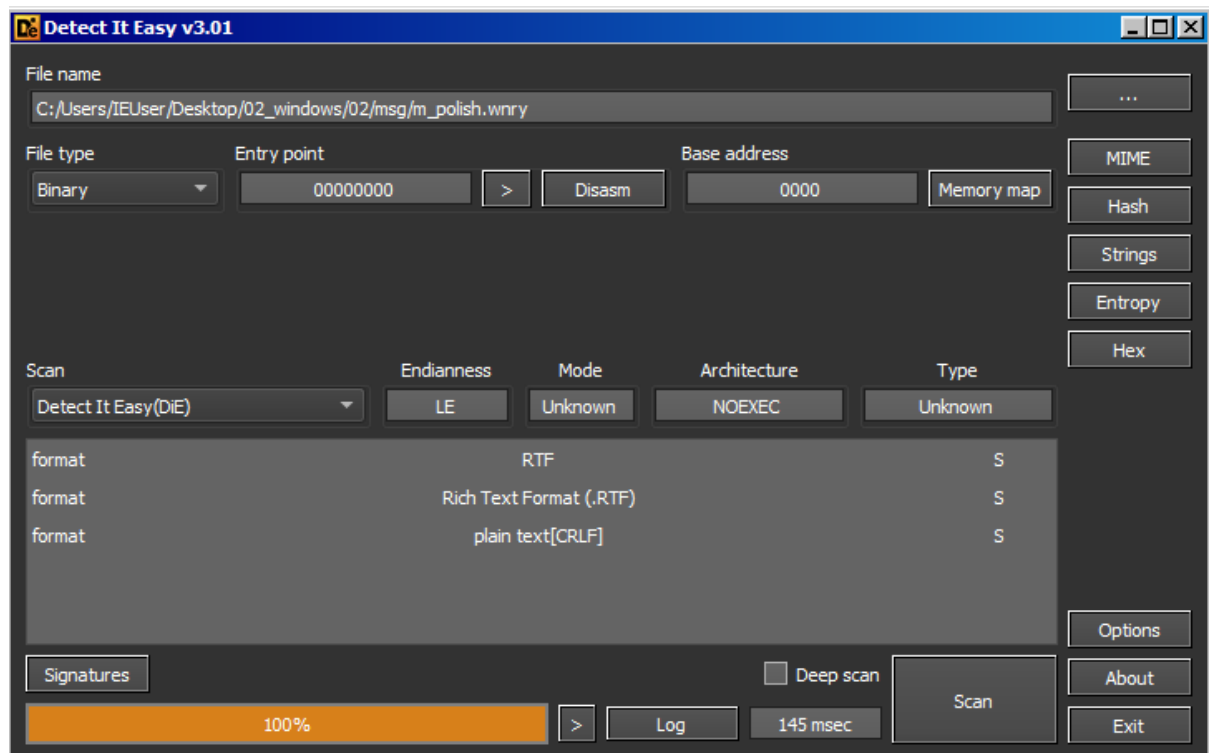 Detect It Easy v3.01
File name
C:/Users/IEUser/Desktop/02_windows/02/msg/m_polish.wnry
...
File type Entry point Base address
MIME
Binary 00000000 > Disasm 0000 Memory map
Hash
Strings
Entropy
Hex
Scan Endianness Mode Architecture Type
Detect It Easy(DiE) LE Unknown NOEXEC Unknown
format RTF S
format Rich Text Format (.RTF) S
format plain text[CRLF] S
Options
Signatures Deep scan Scan About
100% > Log 145 msec Exit